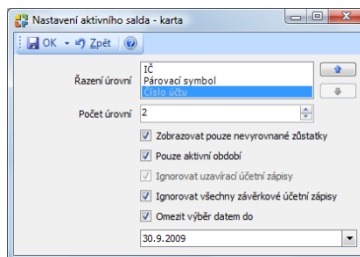 Nastavení aktivního salda - karta
OK Zpět
Řazení úrovní
IČ
Párovací symbol
Číslo účtu
Počet úrovní 2
Zobrazovat pouze nevyrovnané zůstatky
Pouze aktivní období
Ignorovat uzavírací účetní zápisy
Ignorovat všechny závěrkové účetní zápisy
Omezit výběr datem do
30.9.2009